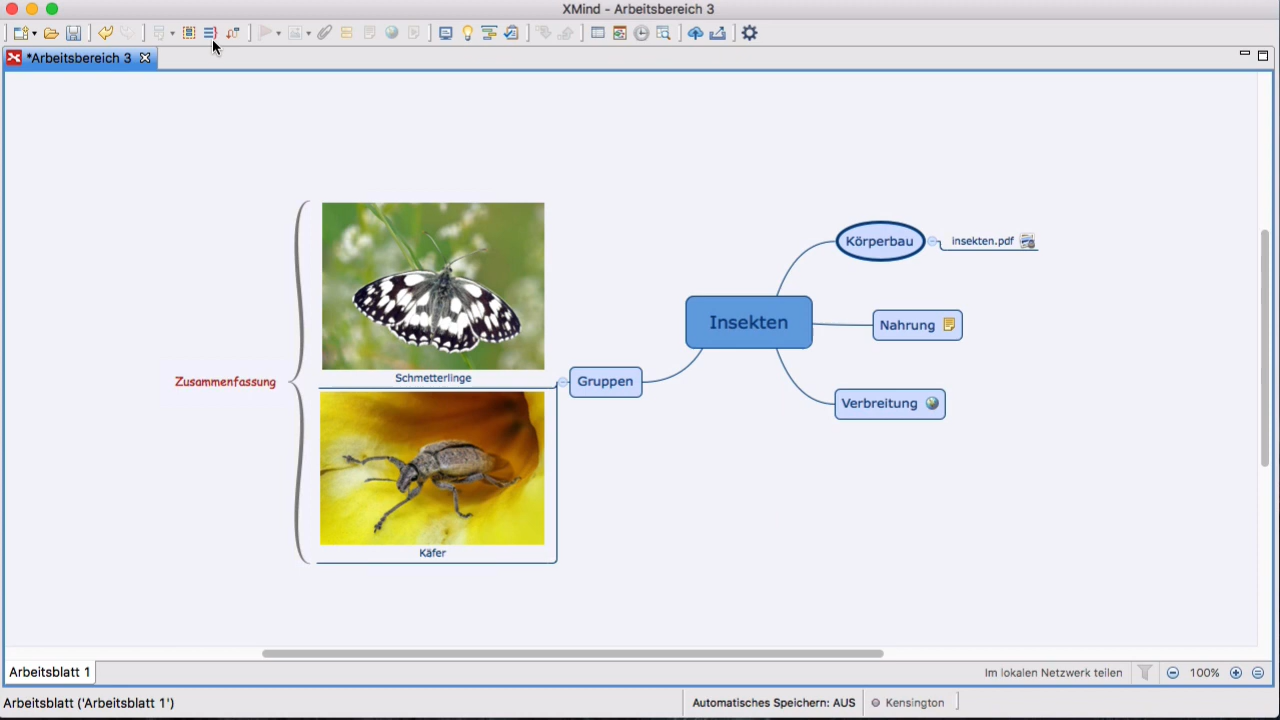 XMind - Arbeitsbereich 3
*Arbeitsbereich 3
Körperbau
insekten.pdf
Insekten
Nahrung
Schmetterlinge
Zusammenfassung
Gruppen
Verbreitung
Käfer
Arbeitsblatt 1
Im lokalen Netzwerk teilen
100%
Arbeitsblatt ('Arbeitsblatt 1')
Automatisches Speichern: AUS
Kensington